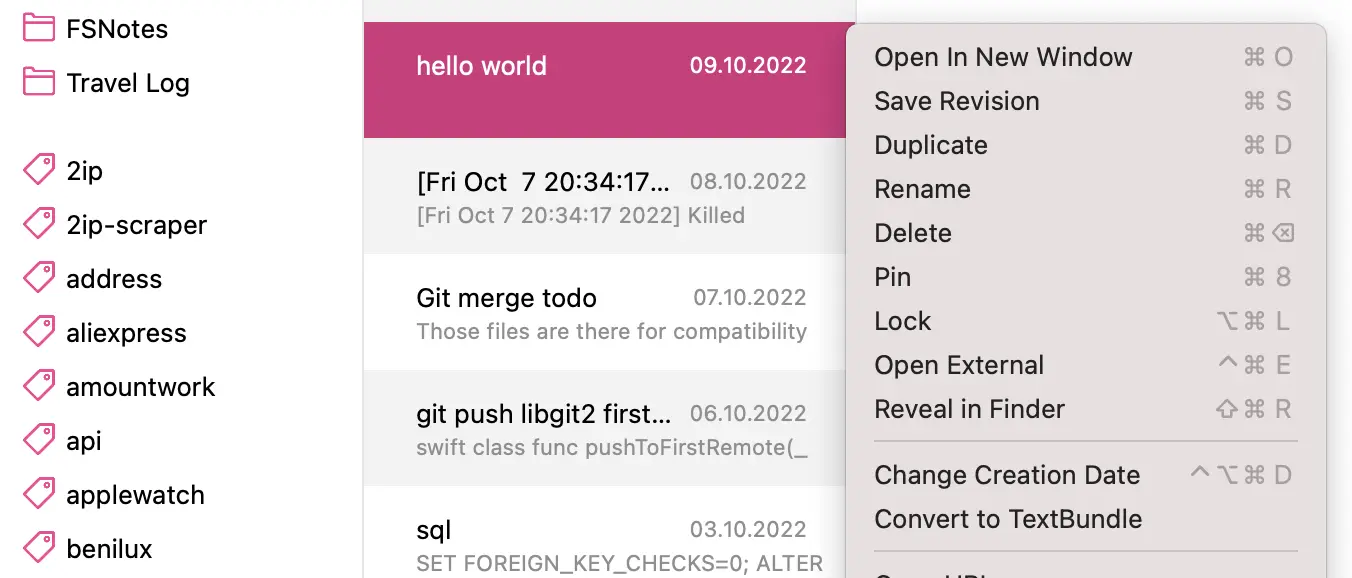 FSNotes
Travel Log
2ip
2ip-scraper
address
aliexpress
amountwork
api
applewatch
benilux
hello world 09.10.2022
[Fri Oct  7 20:34:17... 08.10.2022
[Fri Oct 7 20:34:17 2022] Killed
Git merge todo 07.10.2022
Those files are there for compatibility
git push libgit2 first... 06.10.2022
swift class func pushToFirstRemote(_
sql 03.10.2022
SET FOREIGN_KEY_CHECKS=0; ALTER
Open In New Window ⌘ O
Save Revision ⌘ S
Duplicate ⌘ D
Rename ⌘ R
Delete ⌘ ⌫
Pin ⌘ 8
Lock ⌥⌘ L
Open External ^⌘ E
Reveal in Finder ⇧⌘ R
Change Creation Date ^⌥⌘ D
Convert to TextBundle